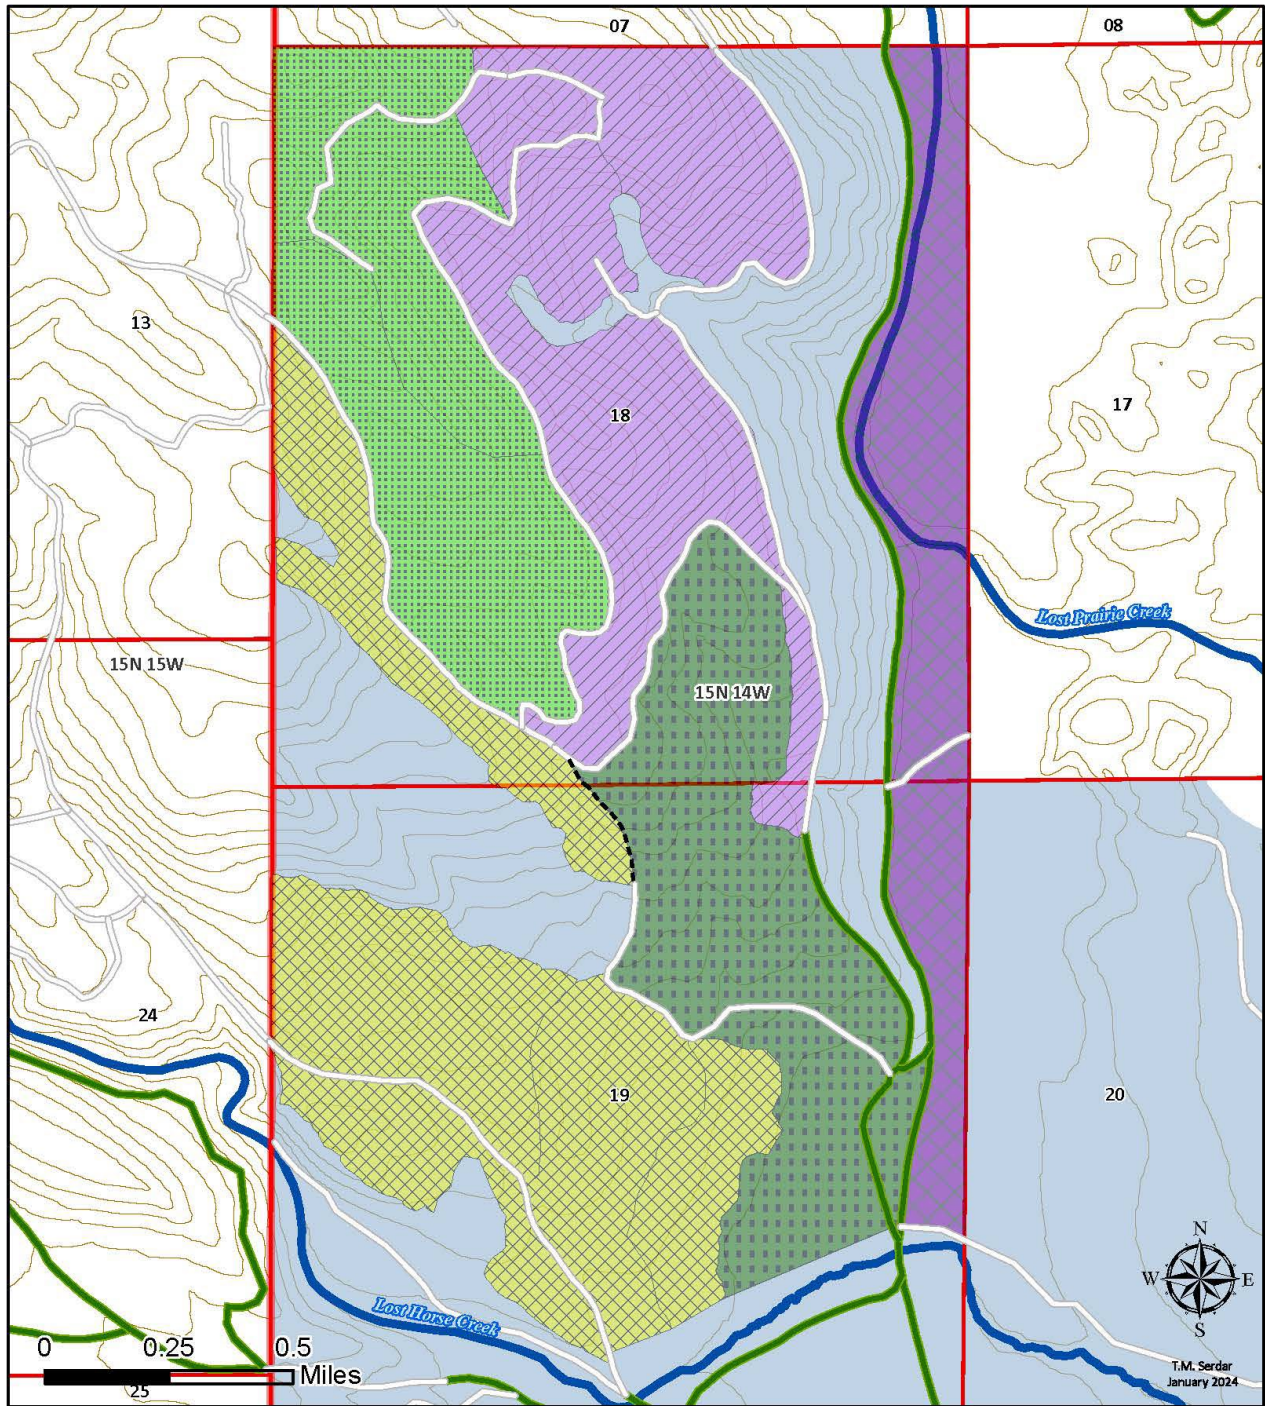 07
08
13
18
17
Lost Prairie Creek
15N 15W
15N 14W
24
19
20
N
W
E
S
Lost Horse Creek
0
0.25
0.5
Miles
25
T.M. Serdar
January 2024